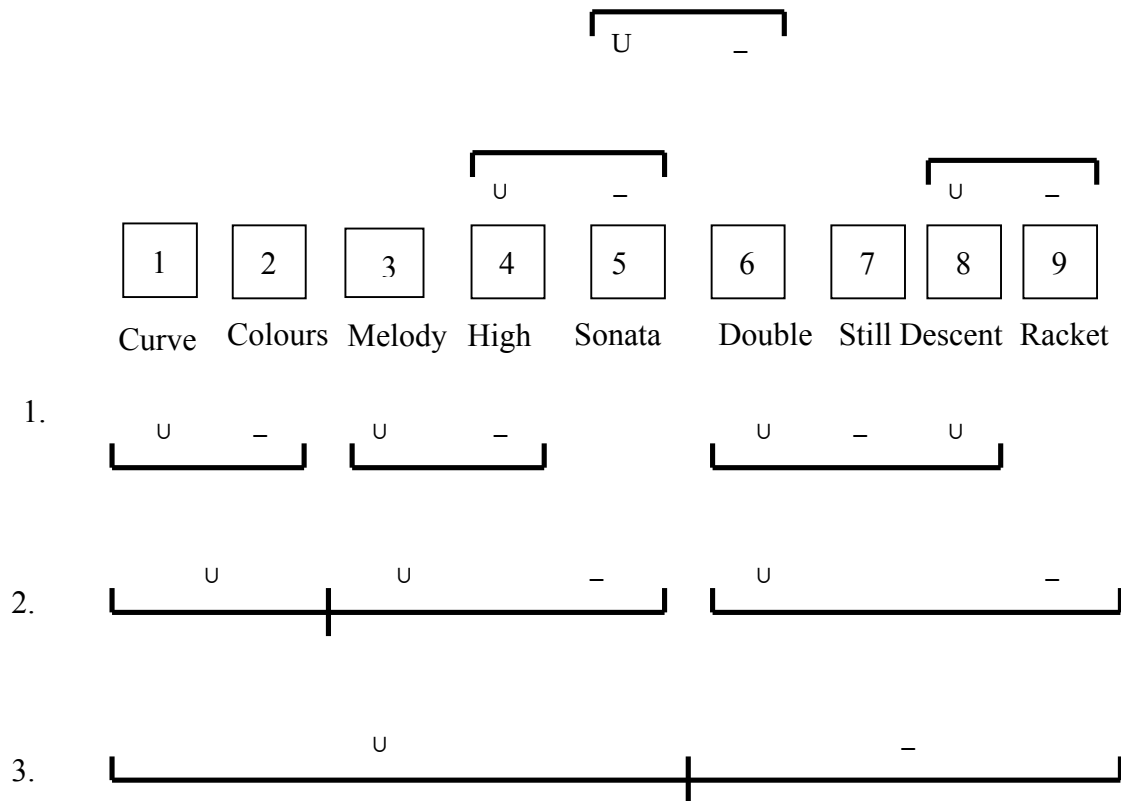 U _
U _ U _
1 2 3 4 5 6 7 8 9
Curve Colours Melody High Sonata Double Still Descent Racket
1. U _ U _ U _ U
2. U U _ U _
3. U _